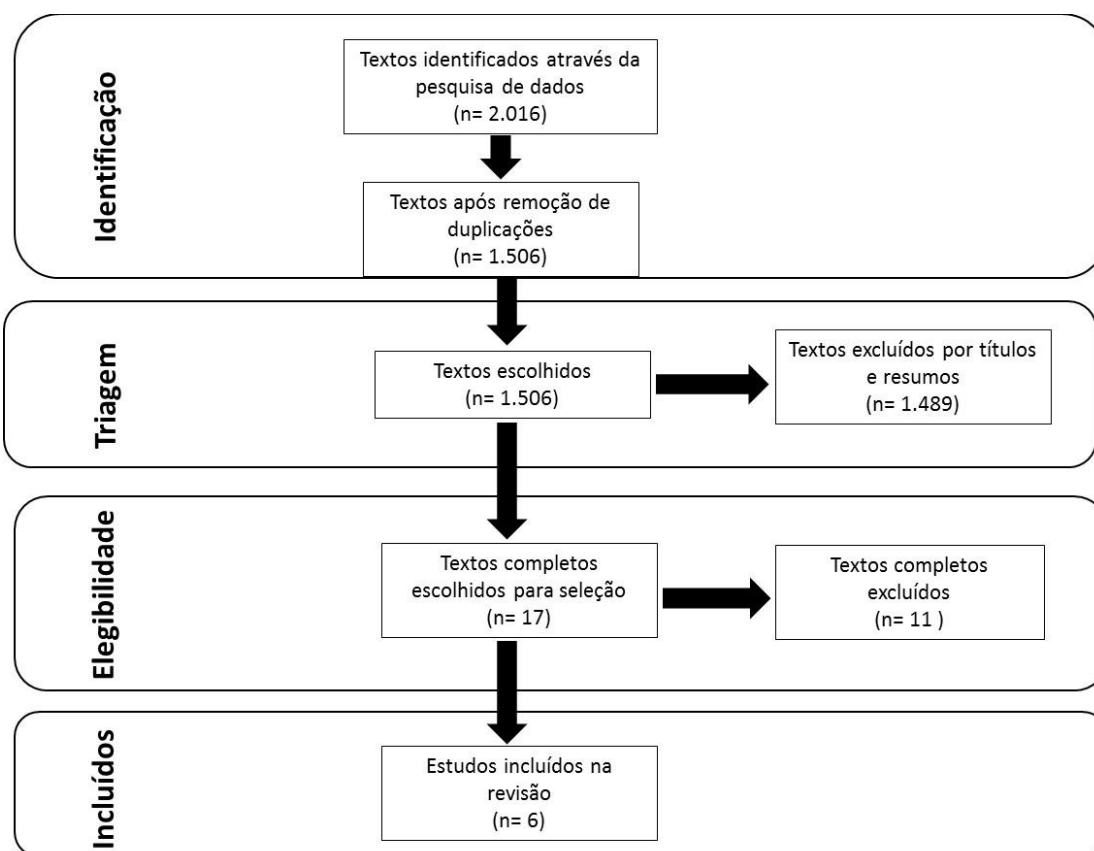 Identificação
Textos identificados através da
pesquisa de dados
(n= 2.016)
Textos após remoção de
duplicações
(n= 1.506)
Triagem
Textos escolhidos
(n= 1.506)
Textos excluídos por títulos
e resumos
(n= 1.489)
Elegibilidade
Textos completos
escolhidos para seleção
(n= 17)
Textos completos
excluídos
(n= 11 )
Incluídos
Estudos incluídos na
revisão
(n= 6)